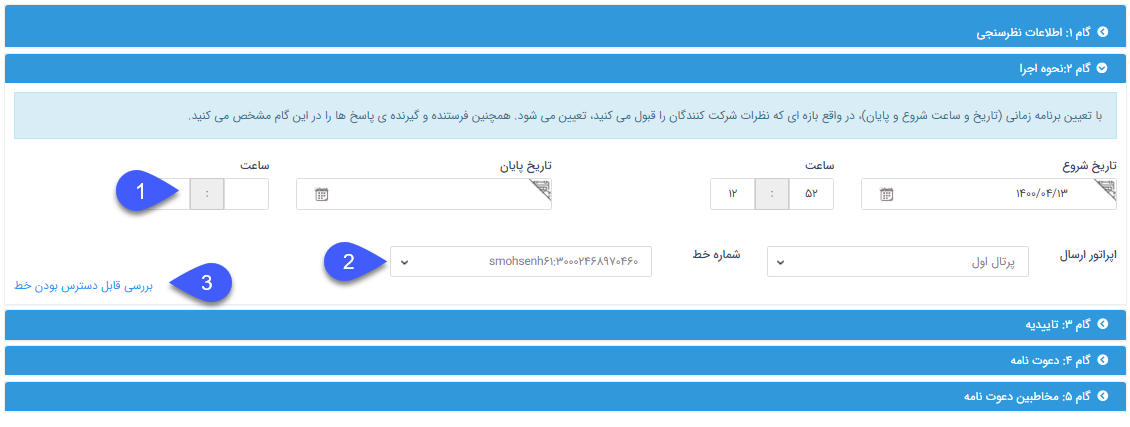 گام ۱: اطلاعات نظرسنجی
گام ۲:نحوه اجرا
با تعیین برنامه زمانی (تاریخ و ساعت شروع و پایان)، در واقع بازه ای که نظرات شرکت کنندگان را قبول می کنید، تعیین می شود. همچنین فرستنده و گیرنده ی پاسخ ها را در این گام مشخص می کنید.
تاریخ شروع ساعت تاریخ پایان ساعت
۱۴۰۰/۰۴/۱۳ ۵۲ : ۱۲ : 1
اپراتور ارسال پرتال اول شماره خط smohsenh۶۱;۳۰۰۰۲۴۶۸۹۷۰۴۶۰ 2
3 بررسی قابل دسترس بودن خط
گام ۳: تاییدیه
گام ۴: دعوت نامه
گام ۵: مخاطبین دعوت نامه